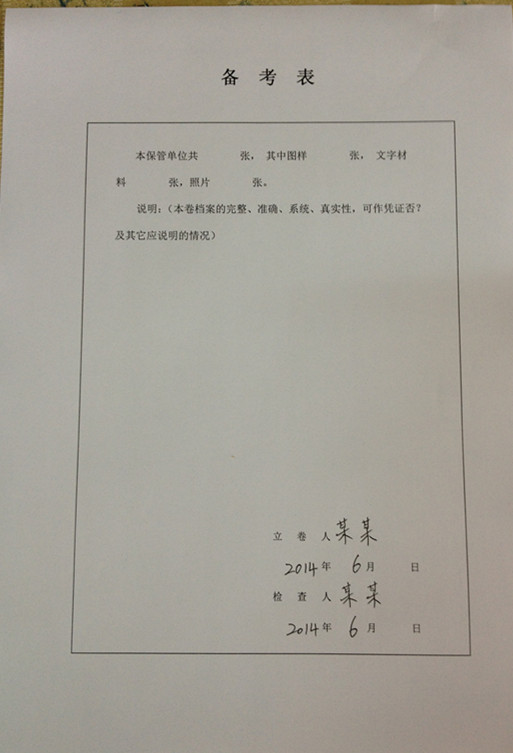 备 考 表
本保管单位共 张， 其中图样 张， 文字材
料 张，照片 张。
说明：（本卷档案的完整、准确、系统、真实性，可作凭证否？
及其它应说明的情况）
立 卷 人 某某
2014年 6月 日
检 查 人 某某
2014年 6月 日